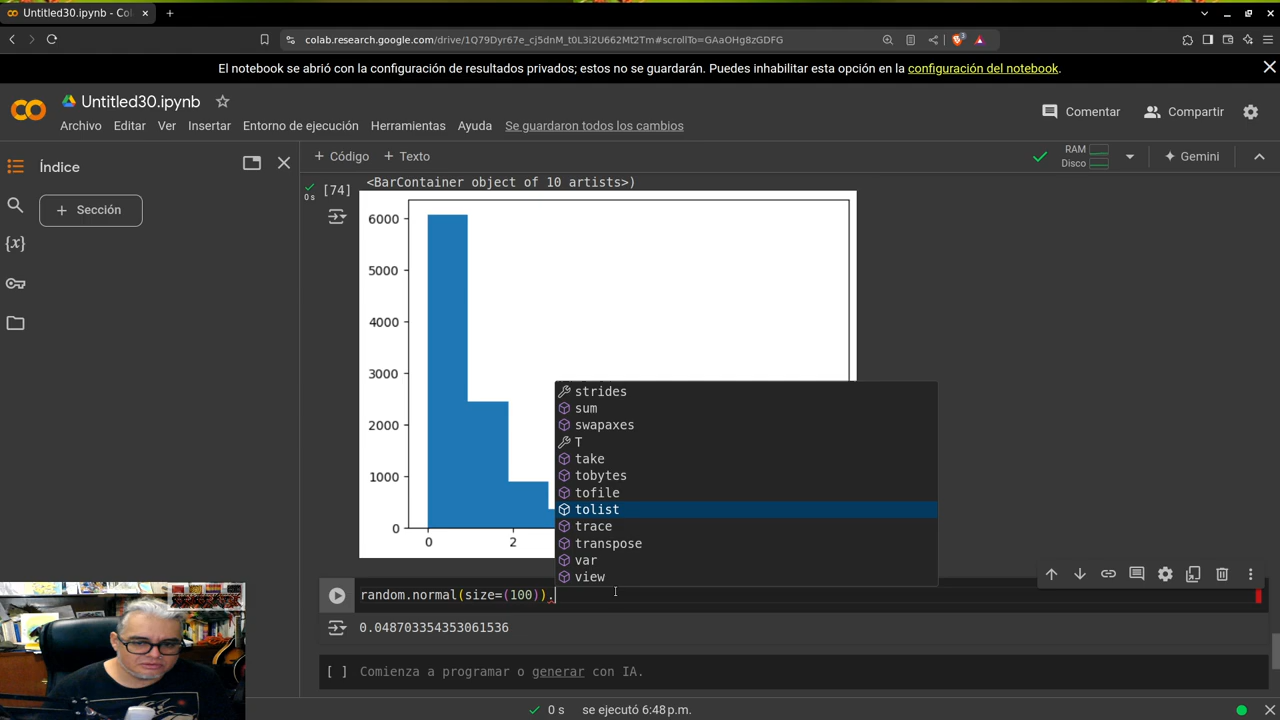 Untitled30.ipynb - Col
colab.research.google.com/drive/1Q79Dyr67e_cj5dnM_t0L3i2U662Mt2Tm#scrollTo=GAaOHg8zGDFG
3
El notebook se abrió con la configuración de resultados privados; estos no se guardarán. Puedes inhabilitar esta opción en la configuración del notebook.
Untitled30.ipynb
Comentar
Compartir
Archivo Editar Ver Insertar Entorno de ejecución Herramientas Ayuda Se guardaron todos los cambios
Índice
+ Código + Texto
RAM
Disco
Gemini
+ Sección
[74]
0 s
<BarContainer object of 10 artists>)
6000
5000
4000
3000
2000
1000
0
0 2
strides
sum
swapaxes
T
take
tobytes
tofile
tolist
trace
transpose
var
view
random.normal(size=(100)).
0.048703354353061536
[ ] Comienza a programar o generar con IA.
0 s se ejecutó 6:48 p.m.